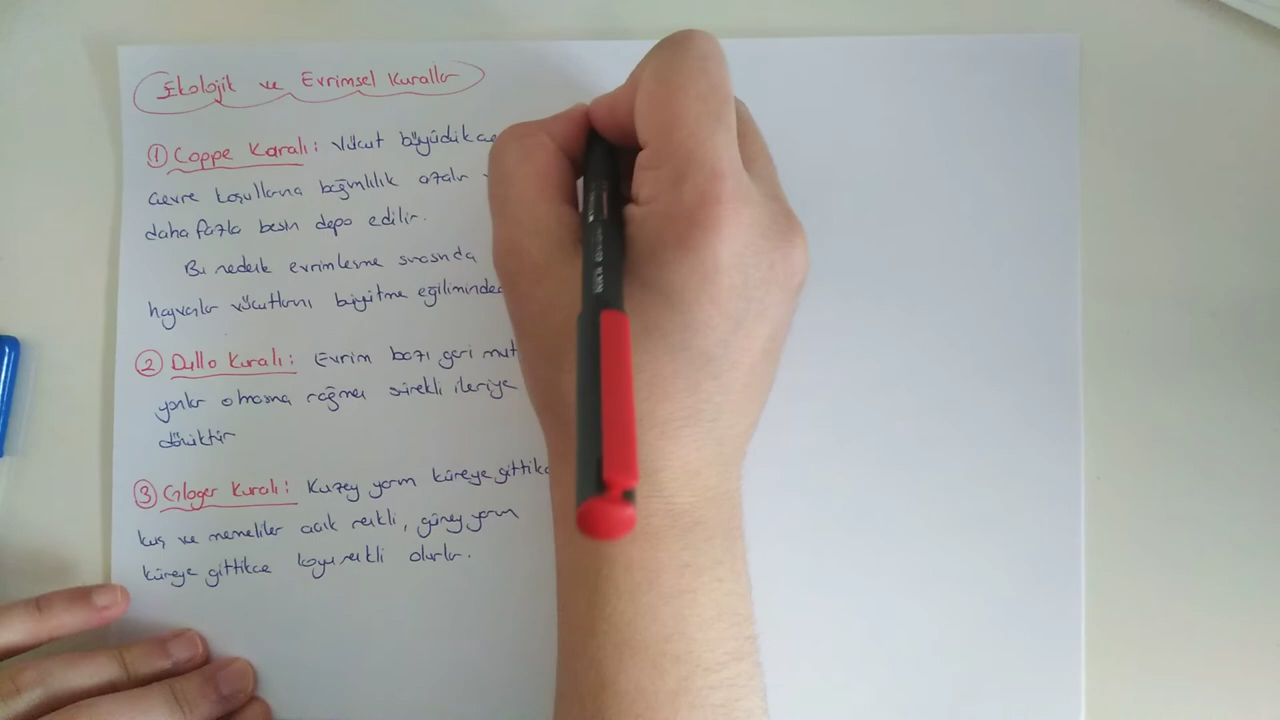 Ekolojik ve Evrimsel Kurallar
① Coppe Kuralı: Vücut büyüdükçe
çevre koşullarına bağımlılık azalır
daha fazla besin depo edilir.
Bu nedenle evrimleşme sırasında
hayvanlar vücutlarını büyütme eğilimindedir
② Dollo Kuralı: Evrim bazı geri mut
yonlar olmasına rağmen sürekli ileriye
dönüktür
③ Gloger Kuralı: Kuzey yarım küreye gittikçe
kuş ve memeliler açık renkli, güney yarım
küreye gittikçe koyu renkli olurlar.